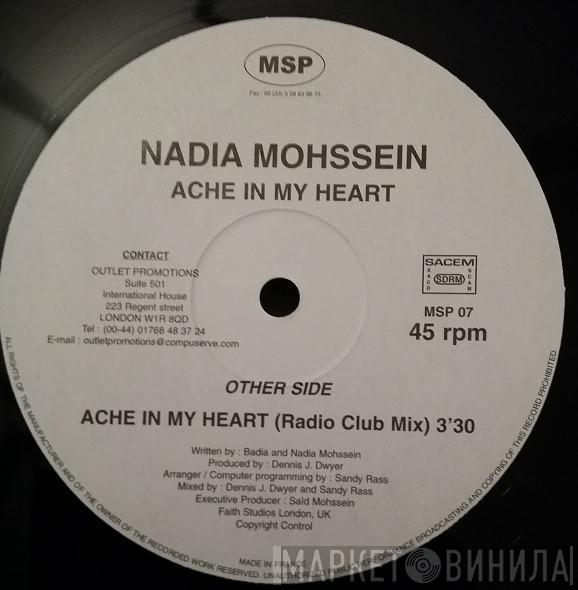 MSP
NADIA MOHSSEIN
ACHE IN MY HEART
CONTACT
OUTLET PROMOTIONS
Suite 501
International House
223 Regent street
LONDON W1R 8QD
Tel : (00-44) 01768 48 37 24
E-mail : outletpromotions@compuserve.com
SACEM
SACD
SDRM
SCAM
MSP 07
45 rpm
OTHER SIDE
ACHE IN MY HEART (Radio Club Mix) 3'30
Written by : Badia and Nadia Mohssein
Produced by : Dennis J. Dwyer
Arranger / Computer programming by : Sandy Rass
Mixed by : Dennis J. Dwyer and Sandy Rass
Executive Producer : Saïd Mohssein
Faith Studios London, UK
Copyright Control
MADE IN FRANCE
ALL RIGHTS OF THE MANUFACTURER AND OF THE OWNER OF THE RECORDED WORK RESERVED. UNAUTHORIZED PUBLIC PERFORMANCE BROADCASTING AND COPYING OF THIS RECORD PROHIBITED
МАРКЕТ ВИНИЛА